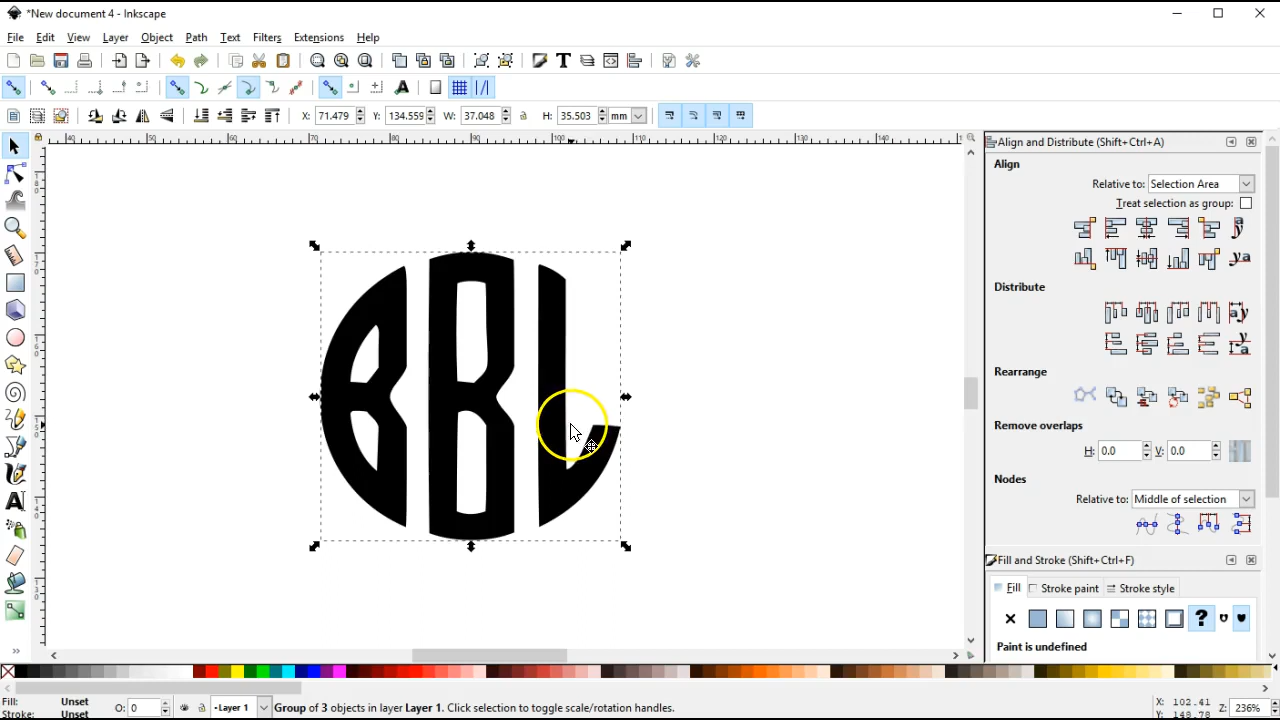 *New document 4 - Inkscape
File Edit View Layer Object Path Text Filters Extensions Help
X: 71.479 Y: 134.559 W: 37.048 H: 35.503 mm
Align and Distribute (Shift+Ctrl+A)
Align
Relative to: Selection Area
Treat selection as group:
Distribute
Rearrange
Remove overlaps
H: 0.0 V: 0.0
Nodes
Relative to: Middle of selection
Fill and Stroke (Shift+Ctrl+F)
Fill Stroke paint Stroke style
Paint is undefined
BBL
Fill: Unset
Stroke: Unset
O: 0
Layer 1
Group of 3 objects in layer Layer 1. Click selection to toggle scale/rotation handles.
X: 102.41
Y: 148.78
Z: 236%